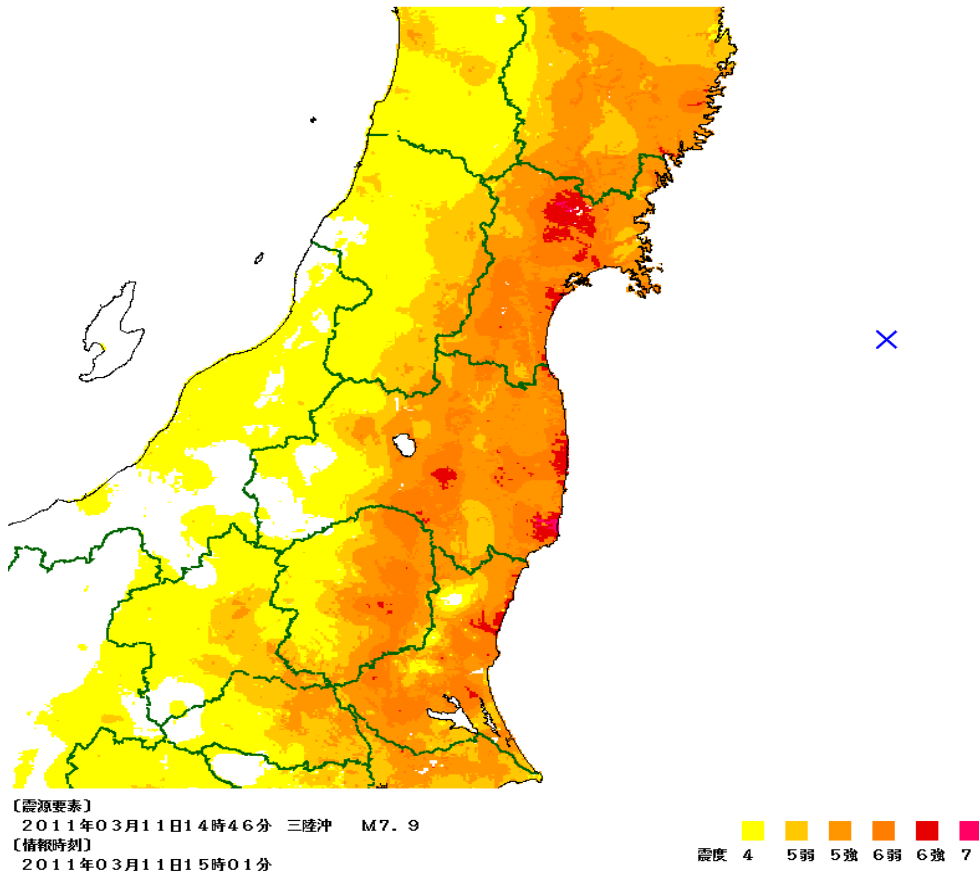 〔震源要素〕
2011年03月11日14時46分 三陸沖 M7.9
〔情報時刻〕
2011年03月11日15時01分
震度 4 5弱 5強 6弱 6強 7